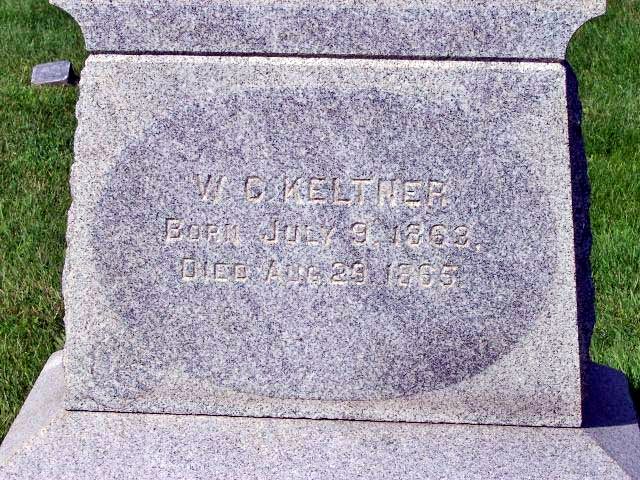 W. C. KELTNER
BORN JULY 9, 1863.
DIED AUG. 29, 1865